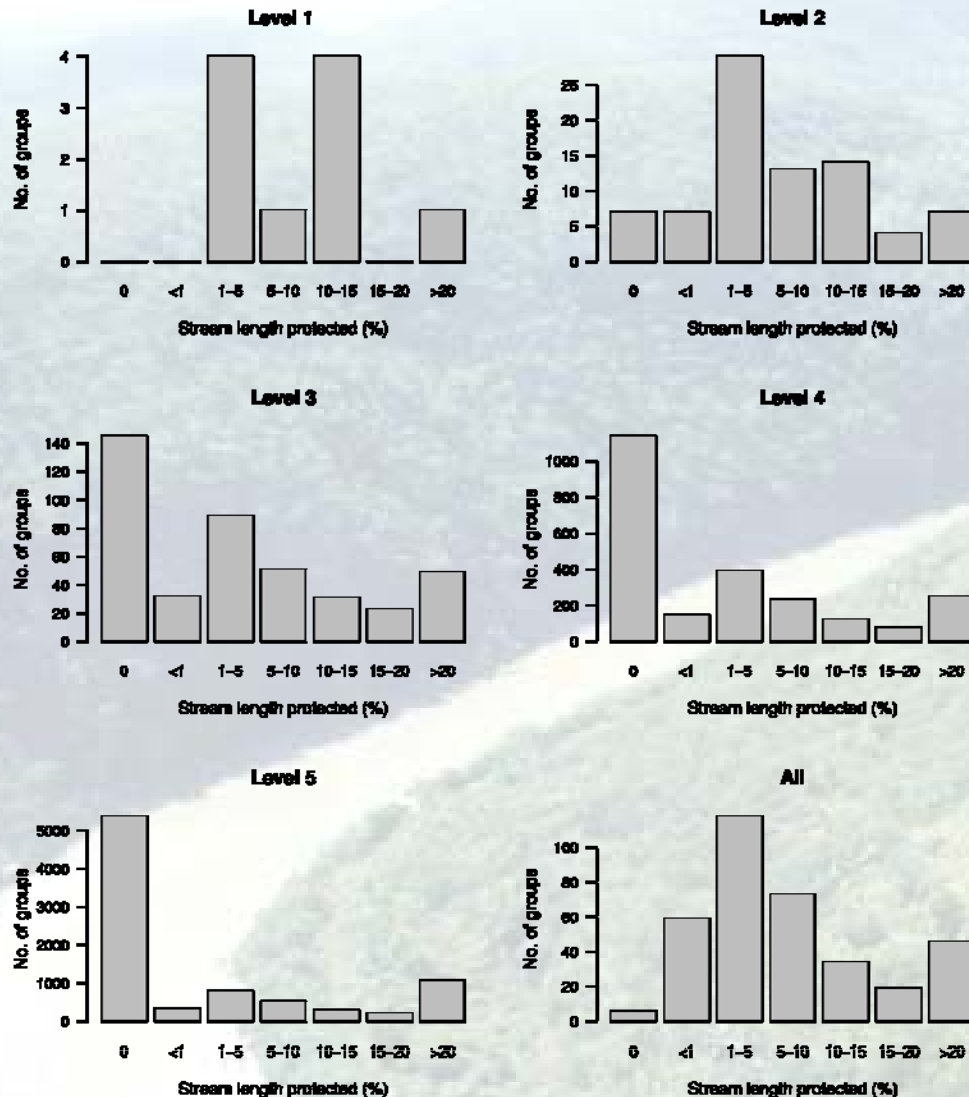 Level 1
No. of groups
4
3
2
1
0
0 <1 1–5 5–10 10–15 15–20 >20
Stream length protected (%)
Level 2
No. of groups
25
20
15
10
5
0
0 <1 1–5 5–10 10–15 15–20 >20
Stream length protected (%)
Level 3
No. of groups
140
120
100
80
60
40
20
0
0 <1 1–5 5–10 10–15 15–20 >20
Stream length protected (%)
Level 4
No. of groups
1000
800
600
400
200
0
0 <1 1–5 5–10 10–15 15–20 >20
Stream length protected (%)
Level 5
No. of groups
5000
4000
3000
2000
1000
0
0 <1 1–5 5–10 10–15 15–20 >20
Stream length protected (%)
All
No. of groups
100
80
60
40
20
0
0 <1 1–5 5–10 10–15 15–20 >20
Stream length protected (%)